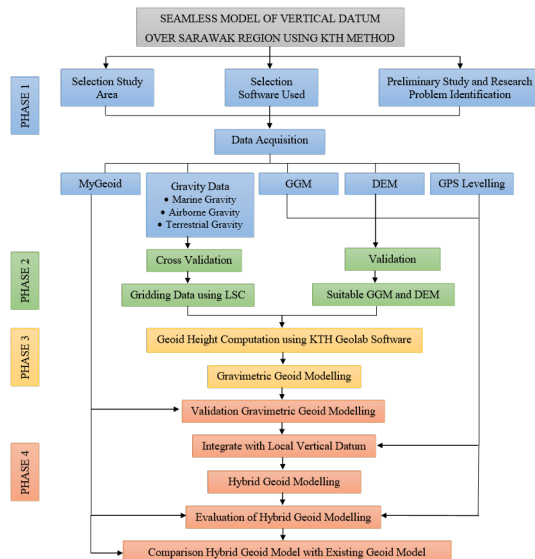 SEAMLESS MODEL OF VERTICAL DATUM
OVER SARAWAK REGION USING KTH METHOD
PHASE 1
Selection Study
Area
Selection
Software Used
Preliminary Study and Research
Problem Identification
Data Acquisition
MyGeoid
Gravity Data
• Marine Gravity
• Airborne Gravity
• Terrestrial Gravity
GGM
DEM
GPS Levelling
PHASE 2
Cross Validation
Validation
Gridding Data using LSC
Suitable GGM and DEM
PHASE 3
Geoid Height Computation using KTH Geolab Software
Gravimetric Geoid Modelling
Validation Gravimetric Geoid Modelling
PHASE 4
Integrate with Local Vertical Datum
Hybrid Geoid Modelling
Evaluation of Hybrid Geoid Modelling
Comparison Hybrid Geoid Model with Existing Geoid Model